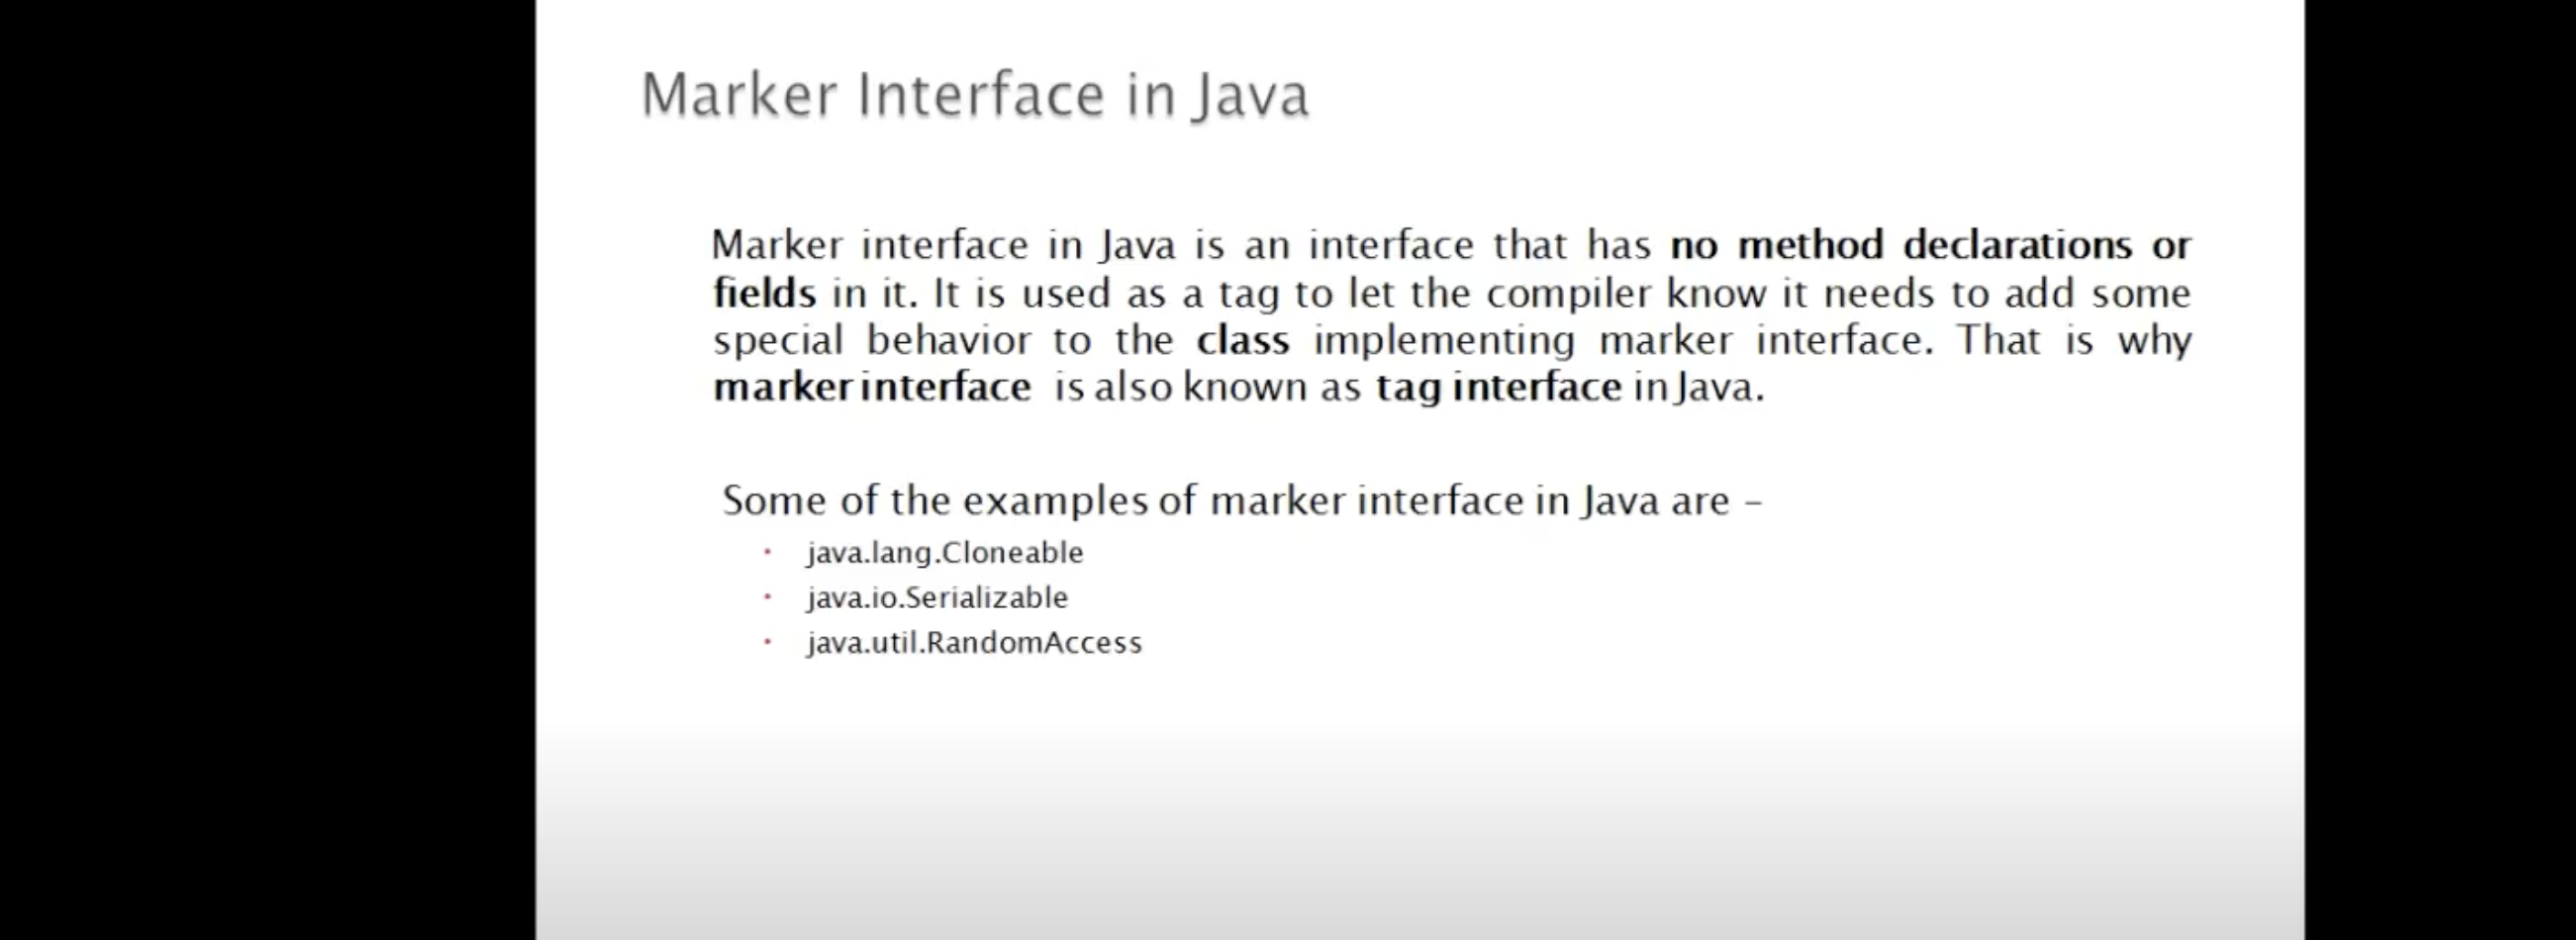 Marker Interface in Java
Marker interface in Java is an interface that has no method declarations or
fields in it. It is used as a tag to let the compiler know it needs to add some
special behavior to the class implementing marker interface. That is why
marker interface is also known as tag interface in Java.
Some of the examples of marker interface in Java are –
• java.lang.Cloneable
• java.io.Serializable
• java.util.RandomAccess